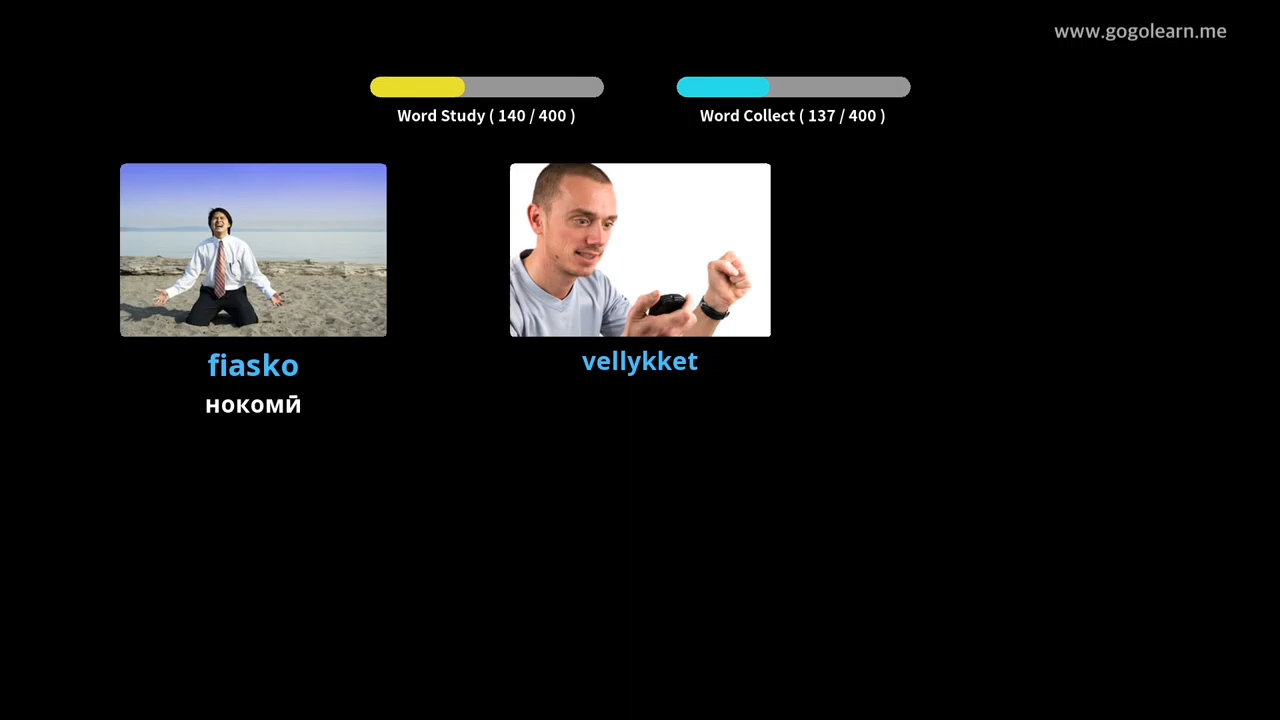 www.gogolearn.me
Word Study ( 140 / 400 )
Word Collect ( 137 / 400 )
fiasko
vellykket
нокомӣ